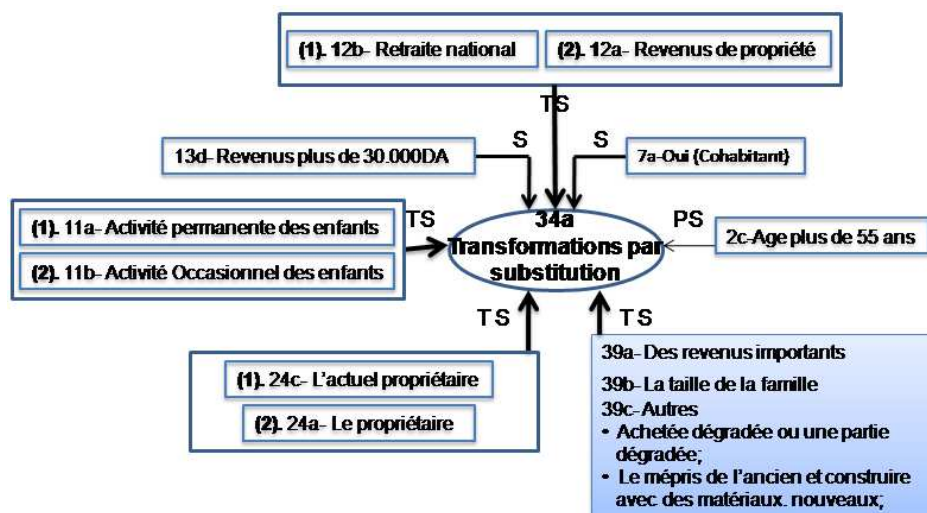 (1). 12b- Retraite national
(2). 12a- Revenus de propriété
TS
13d- Revenus plus de 30.000DA
S
S
7a-Oui (Cohabitant)
(1). 11a- Activité permanente des enfants
(2). 11b- Activité Occasionnel des enfants
TS
34a
Transformations par
substitution
PS
2c-Age plus de 55 ans
TS
TS
(1). 24c- L'actuel propriétaire
(2). 24a- Le propriétaire
39a- Des revenus importants
39b- La taille de la famille
39c- Autres
• Achetée dégradée ou une partie
dégradée;
• Le mépris de l'ancien et construire
avec des matériaux. nouveaux;